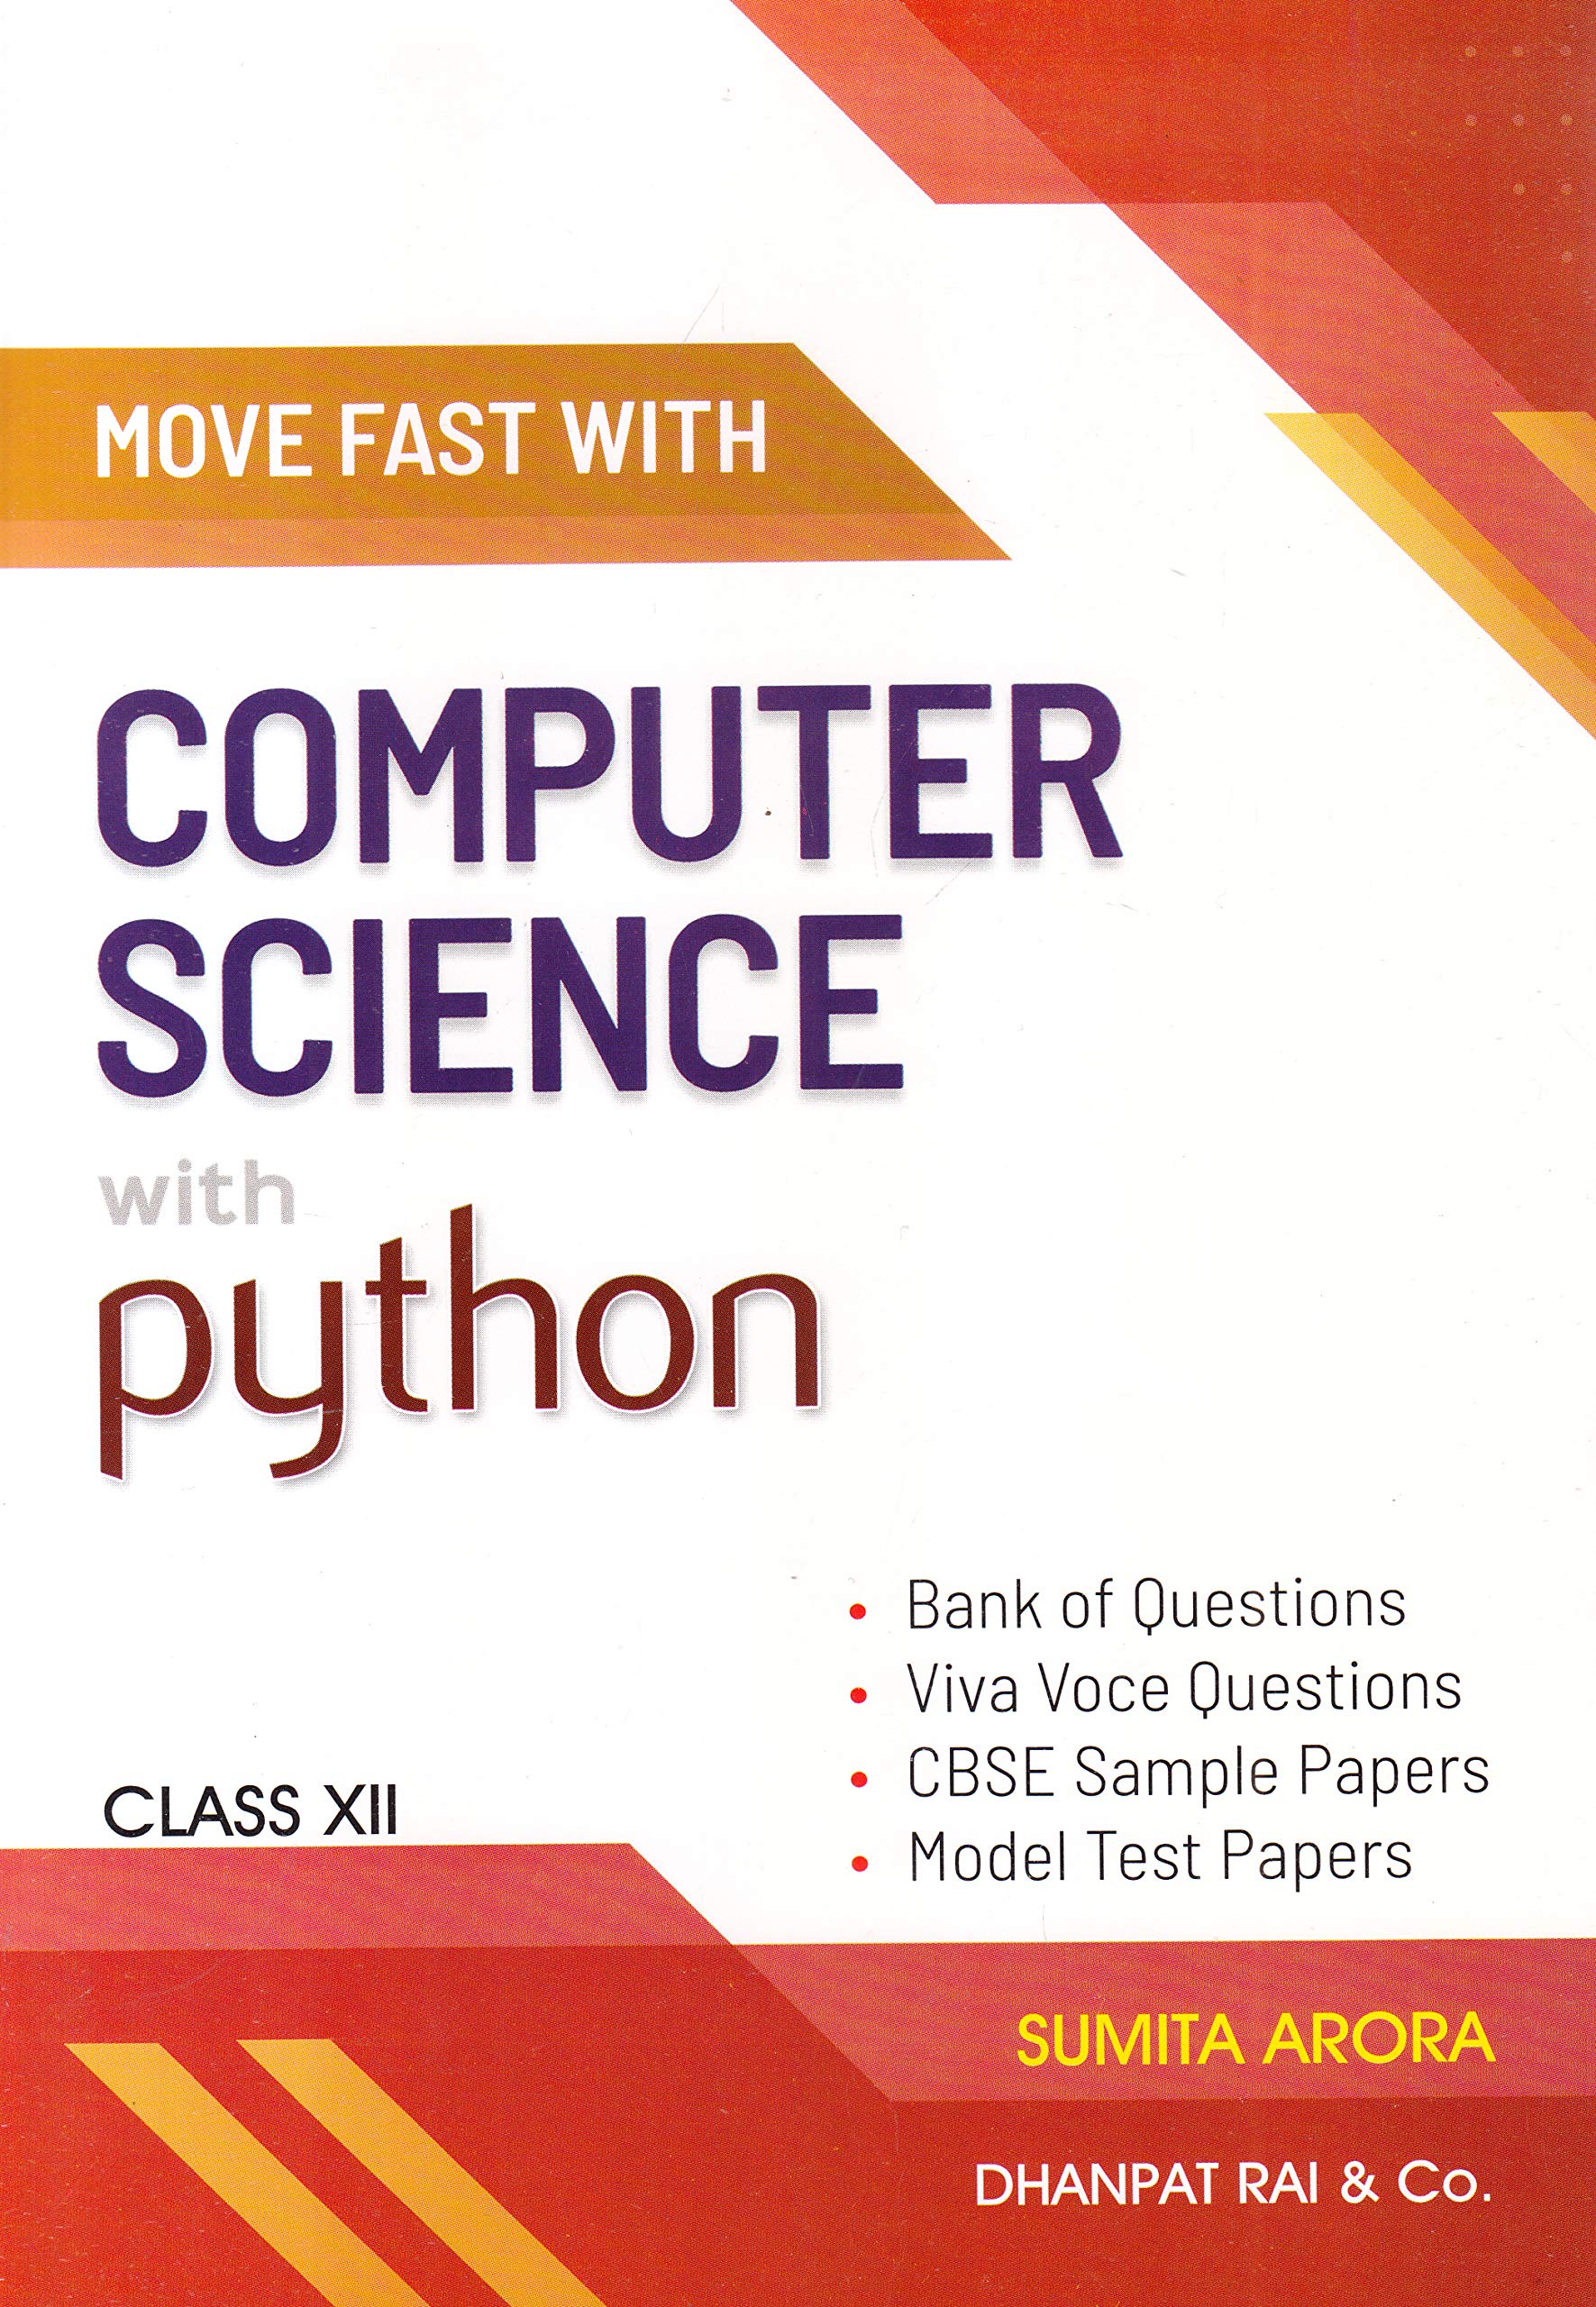 MOVE FAST WITH
COMPUTER
SCIENCE
with
python
• Bank of Questions
• Viva Voce Questions
• CBSE Sample Papers
• Model Test Papers
CLASS XII
SUMITA ARORA
DHANPAT RAI & Co.